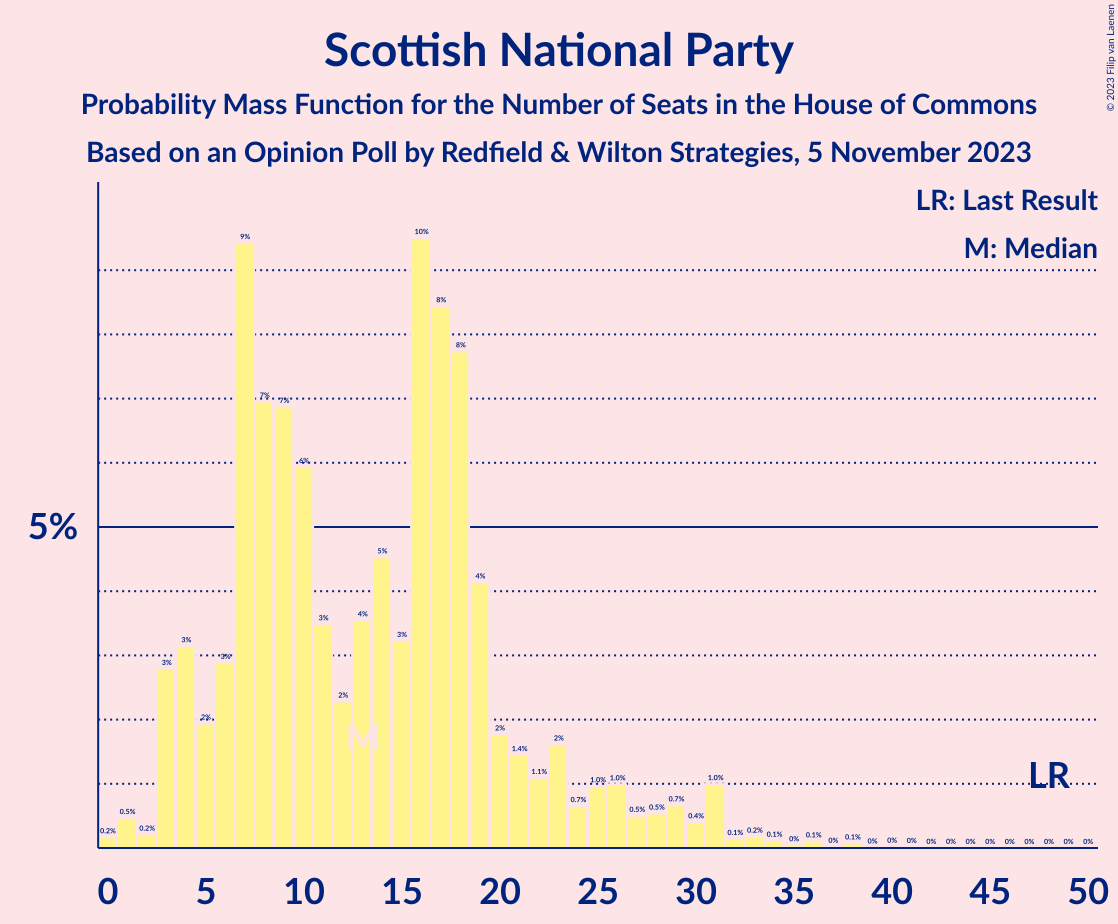 Scottish National Party
Probability Mass Function for the Number of Seats in the House of Commons
Based on an Opinion Poll by Redfield & Wilton Strategies, 5 November 2023
© 2023 Filip van Laenen
LR: Last Result
M: Median
5%
0.2% 0.5% 0.2% 3% 3% 2% 3% 9% 7% 7% 6% 3% 2% 4% 5% 3% 10% 8% 8% 4% 2% 1.4% 1.1% 2% 0.7% 1.0% 1.0% 0.5% 0.5% 0.7% 0.4% 1.0% 0.1% 0.2% 0.1% 0% 0.1% 0% 0.1% 0% 0% 0% 0% 0% 0% 0% 0% 0% 0% 0% 0%
M
LR
0 5 10 15 20 25 30 35 40 45 50